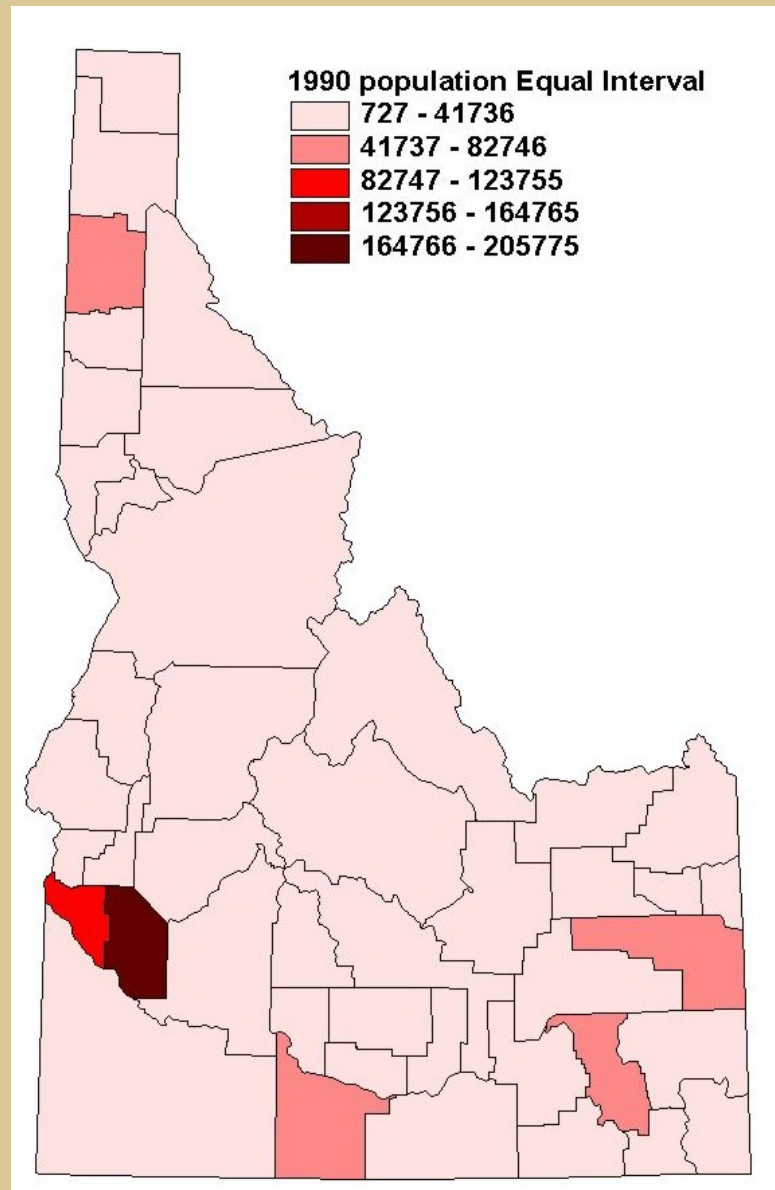 1990 population Equal Interval
727 - 41736
41737 - 82746
82747 - 123755
123756 - 164765
164766 - 205775